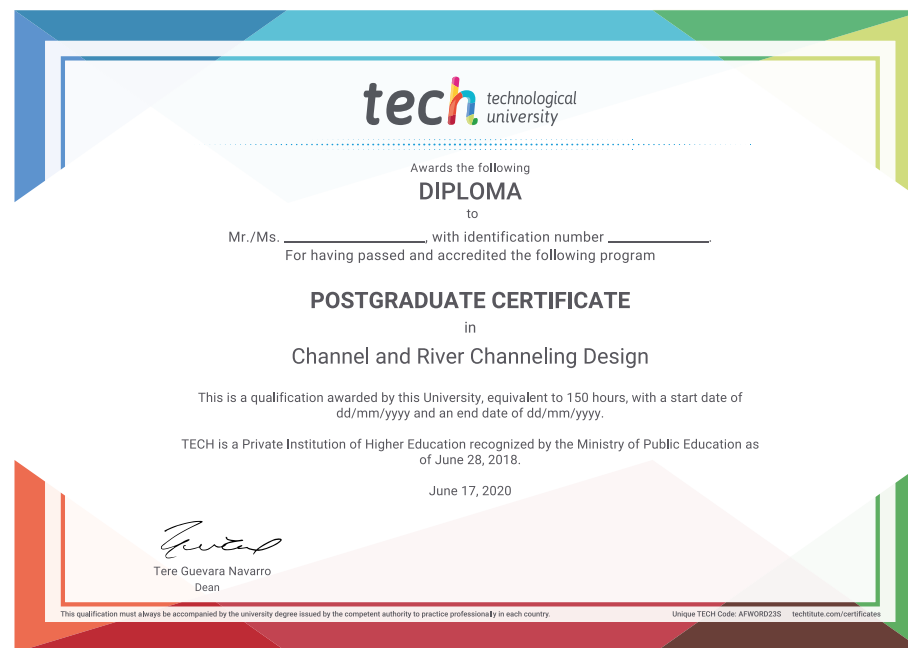 tech technological
university
Awards the following
DIPLOMA
to
Mr./Ms. ____________________, with identification number ______________.
For having passed and accredited the following program
POSTGRADUATE CERTIFICATE
in
Channel and River Channeling Design
This is a qualification awarded by this University, equivalent to 150 hours, with a start date of
dd/mm/yyyy and an end date of dd/mm/yyyy.
TECH is a Private Institution of Higher Education recognized by the Ministry of Public Education as
of June 28, 2018.
June 17, 2020
Tere Guevara Navarro
Dean
This qualification must always be accompanied by the university degree issued by the competent authority to practice professionally in each country. Unique TECH Code: AFWORD23S techtitute.com/certificates